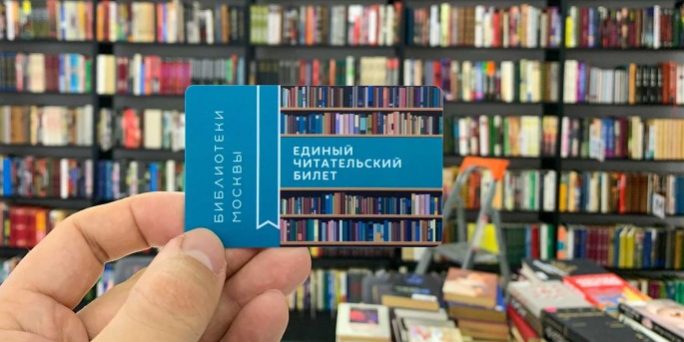 БИБЛИОТЕКИ
МОСКВЫ
ЕДИНЫЙ
ЧИТАТЕЛЬСКИЙ
БИЛЕТ